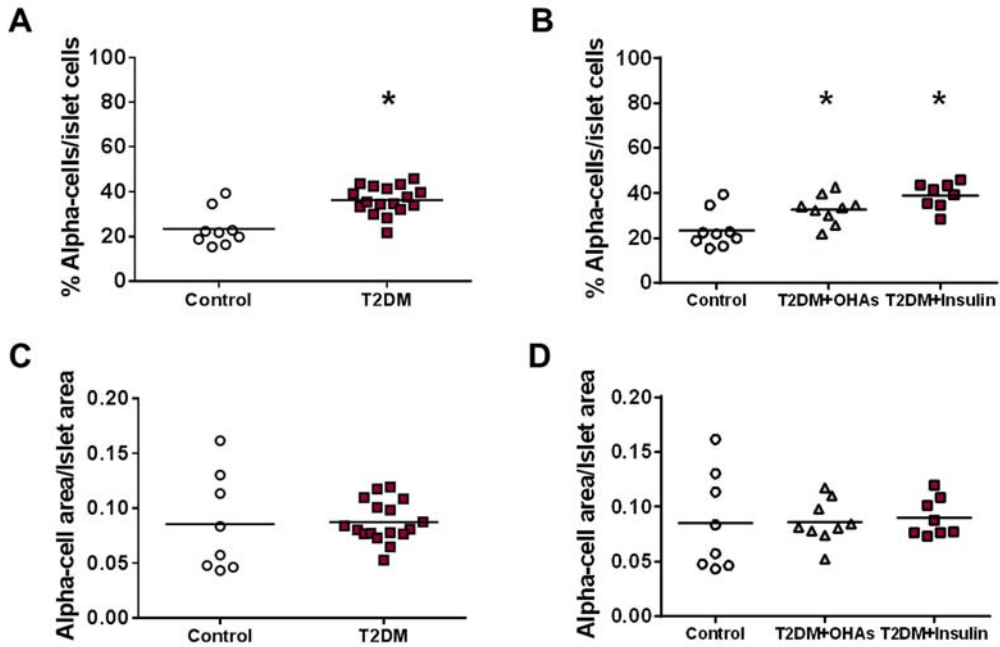 A
% Alpha-cells/islet cells
100
80
60
40
20
0
*
Control
T2DM
B
% Alpha-cells/islet cells
100
80
60
40
20
0
*
*
Control
T2DM+OHAs
T2DM+Insulin
C
Alpha-cell area/Islet area
0.20
0.15
0.10
0.05
0.00
Control
T2DM
D
Alpha-cell area/Islet area
0.20
0.15
0.10
0.05
0.00
Control
T2DM+OHAs
T2DM+Insulin